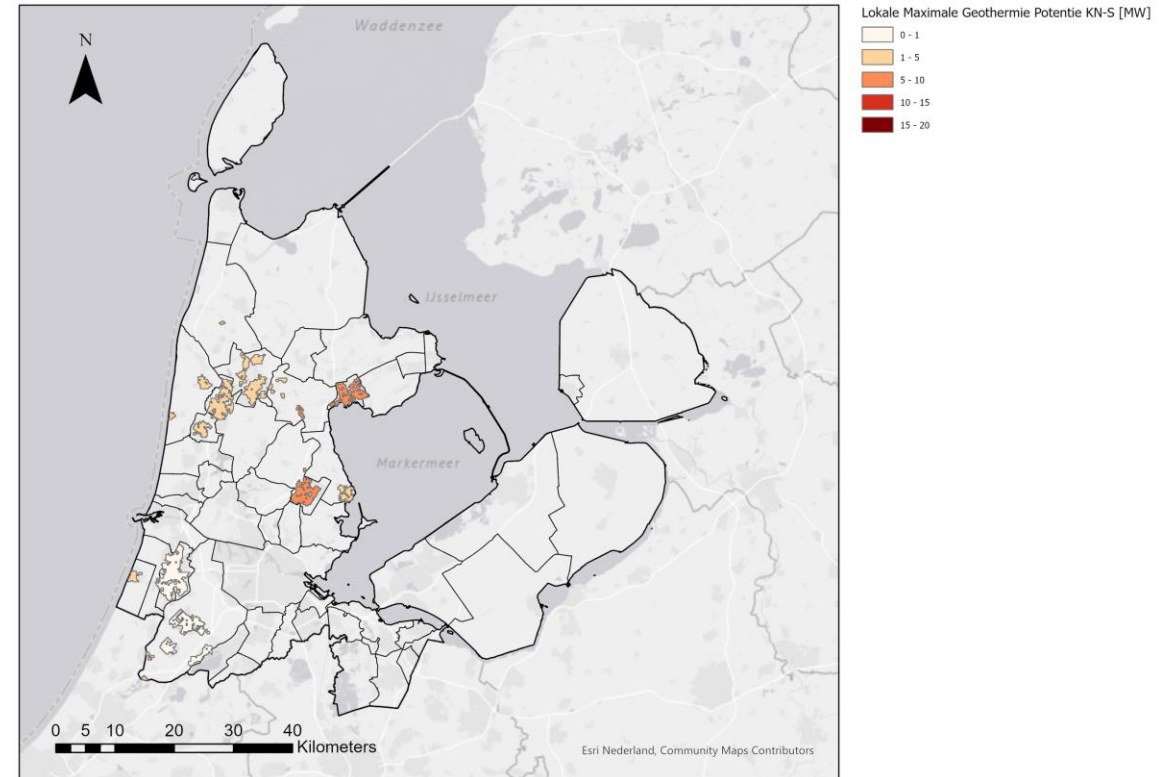 Lokale Maximale Geothermie Potentie KN-S [MW]
0 - 1
1 - 5
5 - 10
10 - 15
15 - 20
Waddenzee
N
IJsselmeer
Markermeer
0 5 10 20 30 40
Kilometers
Esri Nederland, Community Maps Contributors